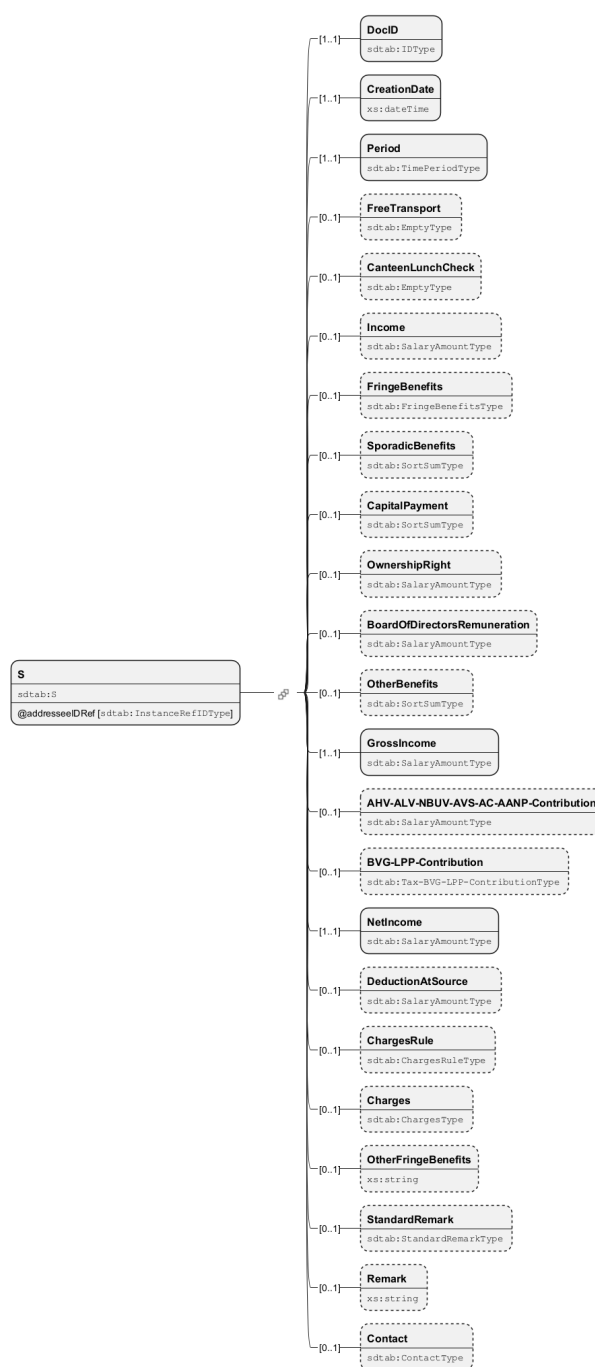 [1..1]
DocID
sdtab:IDType
[1..1]
CreationDate
xs:dateTime
[1..1]
Period
sdtab:TimePeriodType
[0..1]
FreeTransport
sdtab:EmptyType
[0..1]
CanteenLunchCheck
sdtab:EmptyType
[0..1]
Income
sdtab:SalaryAmountType
[0..1]
FringeBenefits
sdtab:FringeBenefitsType
[0..1]
SporadicBenefits
sdtab:SortSumType
[0..1]
CapitalPayment
sdtab:SortSumType
[0..1]
OwnershipRight
sdtab:SalaryAmountType
[0..1]
BoardOfDirectorsRemuneration
sdtab:SalaryAmountType
S
sdtab:S
@addresseeIDRef [sdtab:InstanceRefIDType]
[0..1]
OtherBenefits
sdtab:SortSumType
[1..1]
GrossIncome
sdtab:SalaryAmountType
[0..1]
AHV-ALV-NBUV-AVS-AC-AANP-Contribution
sdtab:SalaryAmountType
[0..1]
BVG-LPP-Contribution
sdtab:Tax-BVG-LPP-ContributionType
[1..1]
NetIncome
sdtab:SalaryAmountType
[0..1]
DeductionAtSource
sdtab:SalaryAmountType
[0..1]
ChargesRule
sdtab:ChargesRuleType
[0..1]
Charges
sdtab:ChargesType
[0..1]
OtherFringeBenefits
xs:string
[0..1]
StandardRemark
sdtab:StandardRemarkType
[0..1]
Remark
xs:string
[0..1]
Contact
sdtab:ContactType